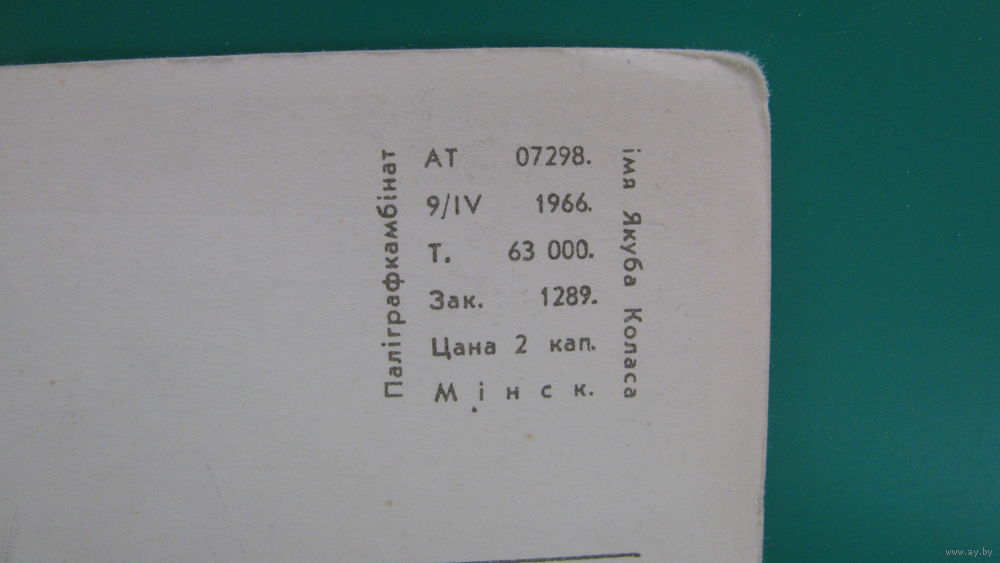 Паліграфкамбінат
АТ 07298.
9/IV 1966.
Т. 63 000.
Зак. 1289.
Цана 2 кап.
Мінск.
імя Якуба Коласа
www.ay.by